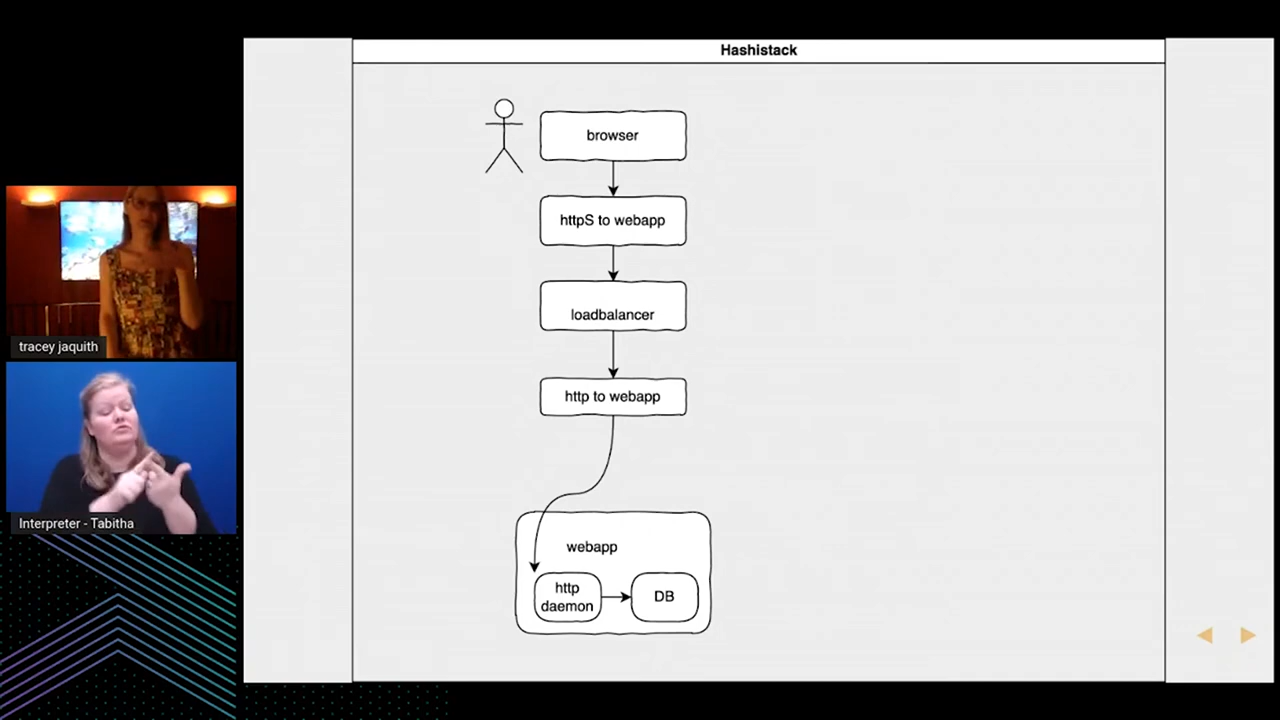 Hashistack
browser
httpS to webapp
loadbalancer
http to webapp
webapp
http
daemon
DB
tracey jaquith
Interpreter - Tabitha